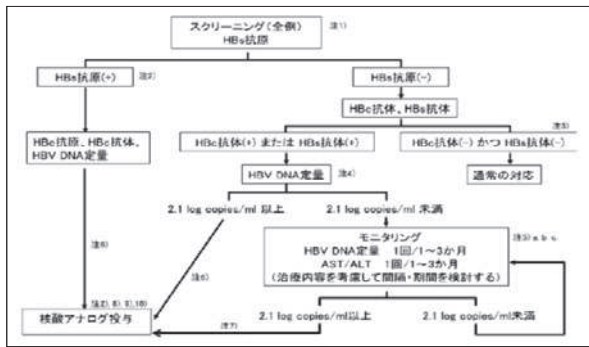 スクリーニング(全例) 注1)
HBs抗原
HBs抗原(+) 注2)
HBs抗原(−)
HBc抗体、HBs抗体
HBc抗原、HBc抗体、
HBV DNA定量
HBc抗体(+) または HBs抗体(+)
注3)
HBc抗体(−) かつ HBs抗体(−)
HBV DNA定量 注4)
通常の対応
2.1 log copies/ml 以上
2.1 log copies/ml 未満
モニタリング
HBV DNA定量 1回/1〜3か月
AST/ALT 1回/1〜3か月
(治療内容を考慮して間隔・期間を検討する)
注5) a, b, c
注6)
注6)
注2), 8), 9), 10)
核酸アナログ投与
注7)
2.1 log copies/ml以上
2.1 log copies/ml未満